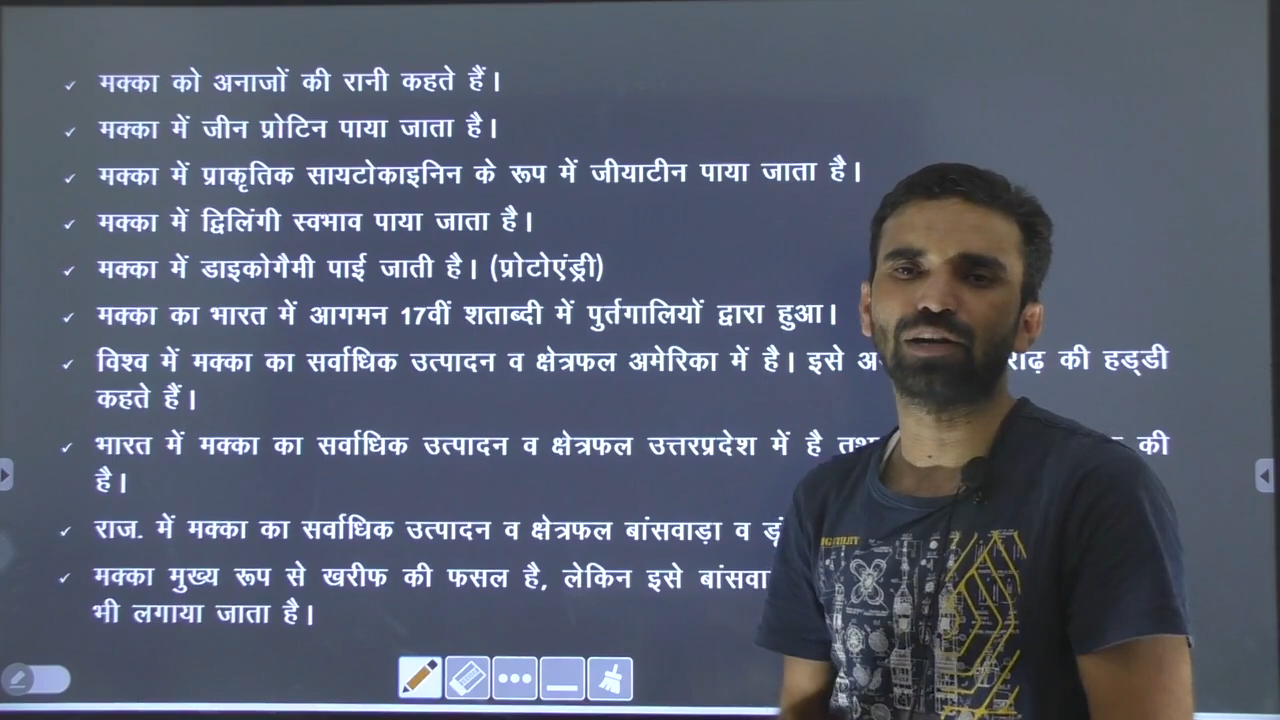 मक्का को अनाजों की रानी कहते हैं।
मक्का में जीन प्रोटिन पाया जाता है।
मक्का में प्राकृतिक सायटोकाइनिन के रूप में जीयाटीन पाया जाता है।
मक्का में द्विलिंगी स्वभाव पाया जाता है।
मक्का में डाइकोगैमी पाई जाती है। (प्रोटोएंड्री)
मक्का का भारत में आगमन 17वीं शताब्दी में पुर्तगालियों द्वारा हुआ।
विश्व में मक्का का सर्वाधिक उत्पादन व क्षेत्रफल अमेरिका में है। इसे की हड्डी
कहते हैं।
भारत में मक्का का सर्वाधिक उत्पादन व क्षेत्रफल उत्तरप्रदेश में है की
है।
राज. में मक्का का सर्वाधिक उत्पादन व क्षेत्रफल बांसवाड़ा व
मक्का मुख्य रूप से खरीफ की फसल है, लेकिन इसे
भी लगाया जाता है।